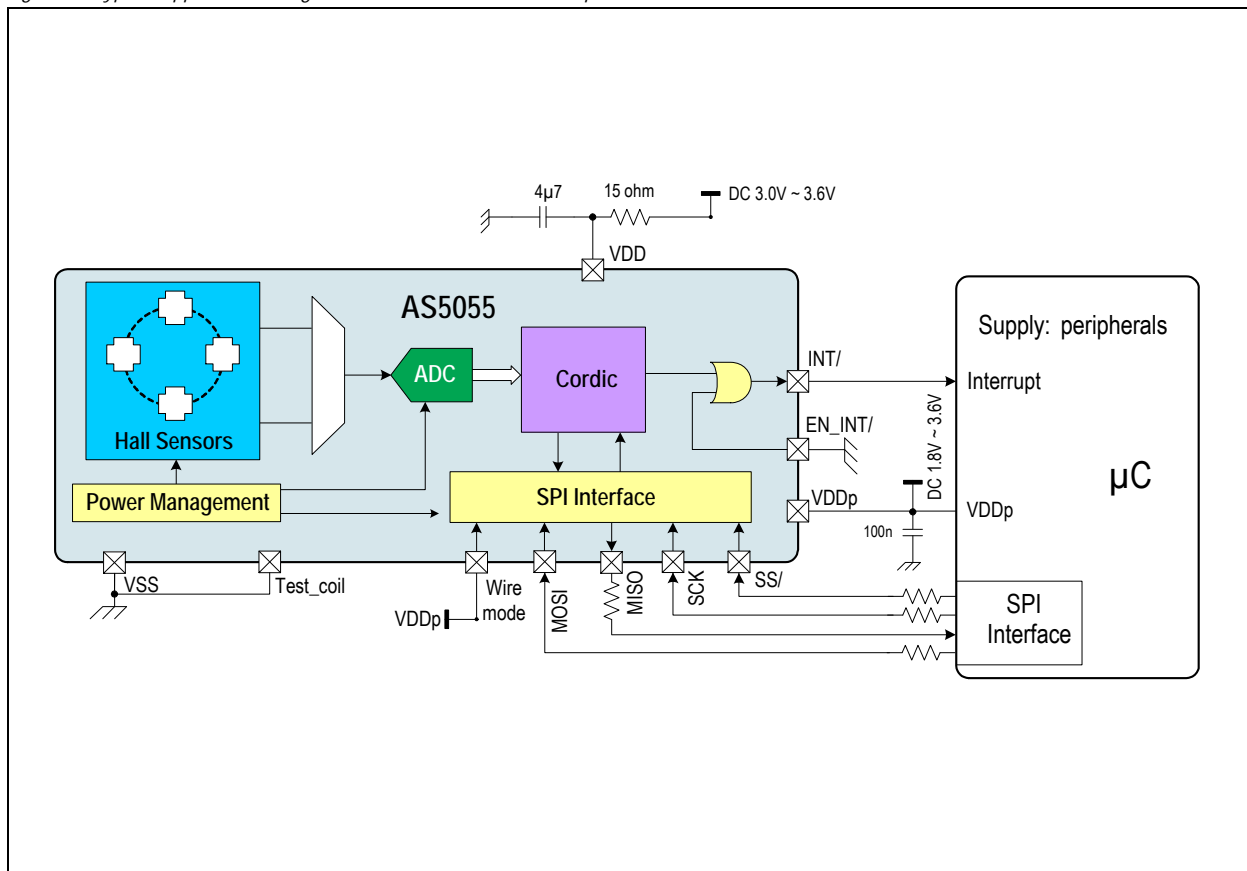 4µ7
15 ohm
DC 3.0V ~ 3.6V
VDD
AS5055
Hall Sensors
ADC
Cordic
Power Management
SPI Interface
INT/
EN_INT/
VDDp
VSS
Test_coil
VDDp
Wire
mode
MOSI
MISO
SCK
SS/
Supply: peripherals
Interrupt
DC 1.8V ~ 3.6V
µC
VDDp
100n
SPI
Interface